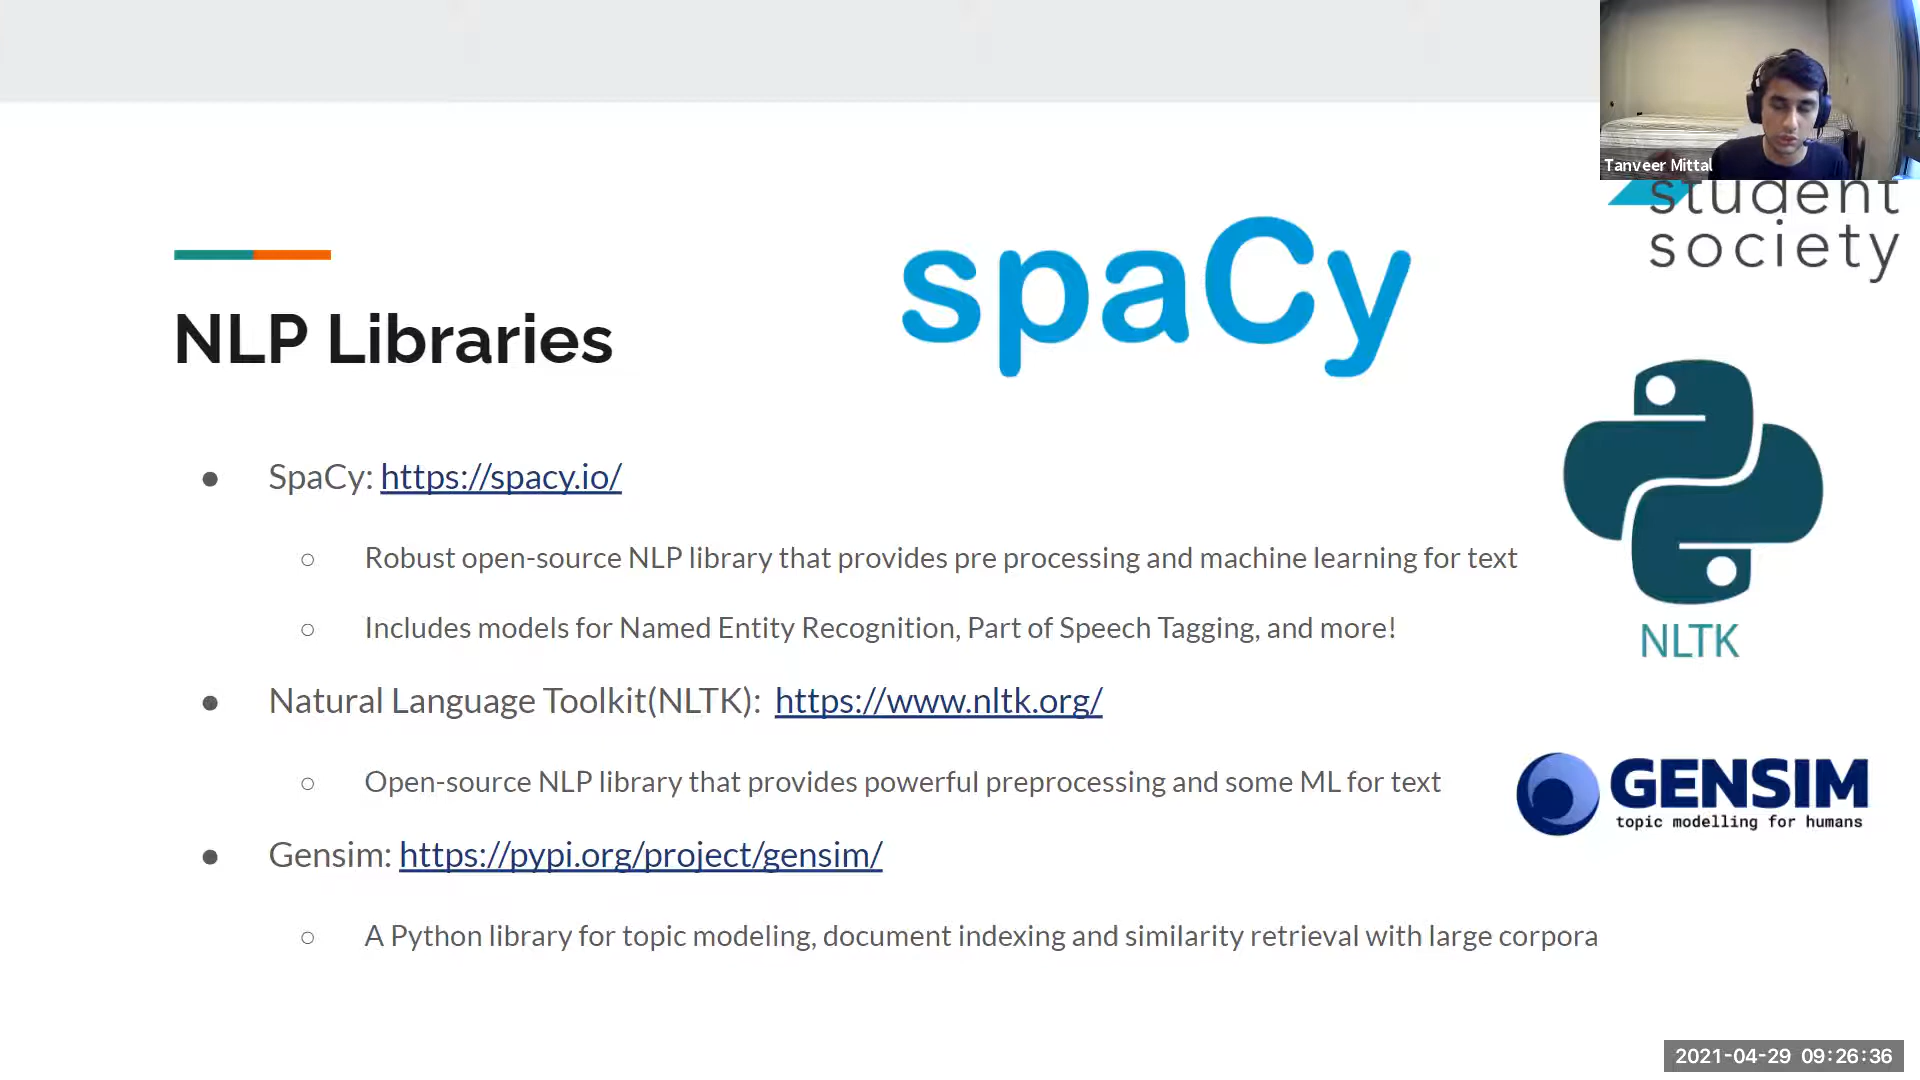 Tanveer Mittal
student
society
spaCy
NLP Libraries
● SpaCy: https://spacy.io/
○ Robust open-source NLP library that provides pre processing and machine learning for text
○ Includes models for Named Entity Recognition, Part of Speech Tagging, and more!
NLTK
● Natural Language Toolkit(NLTK): https://www.nltk.org/
○ Open-source NLP library that provides powerful preprocessing and some ML for text
GENSIM
topic modelling for humans
● Gensim: https://pypi.org/project/gensim/
○ A Python library for topic modeling, document indexing and similarity retrieval with large corpora
2021-04-29 09:26:36